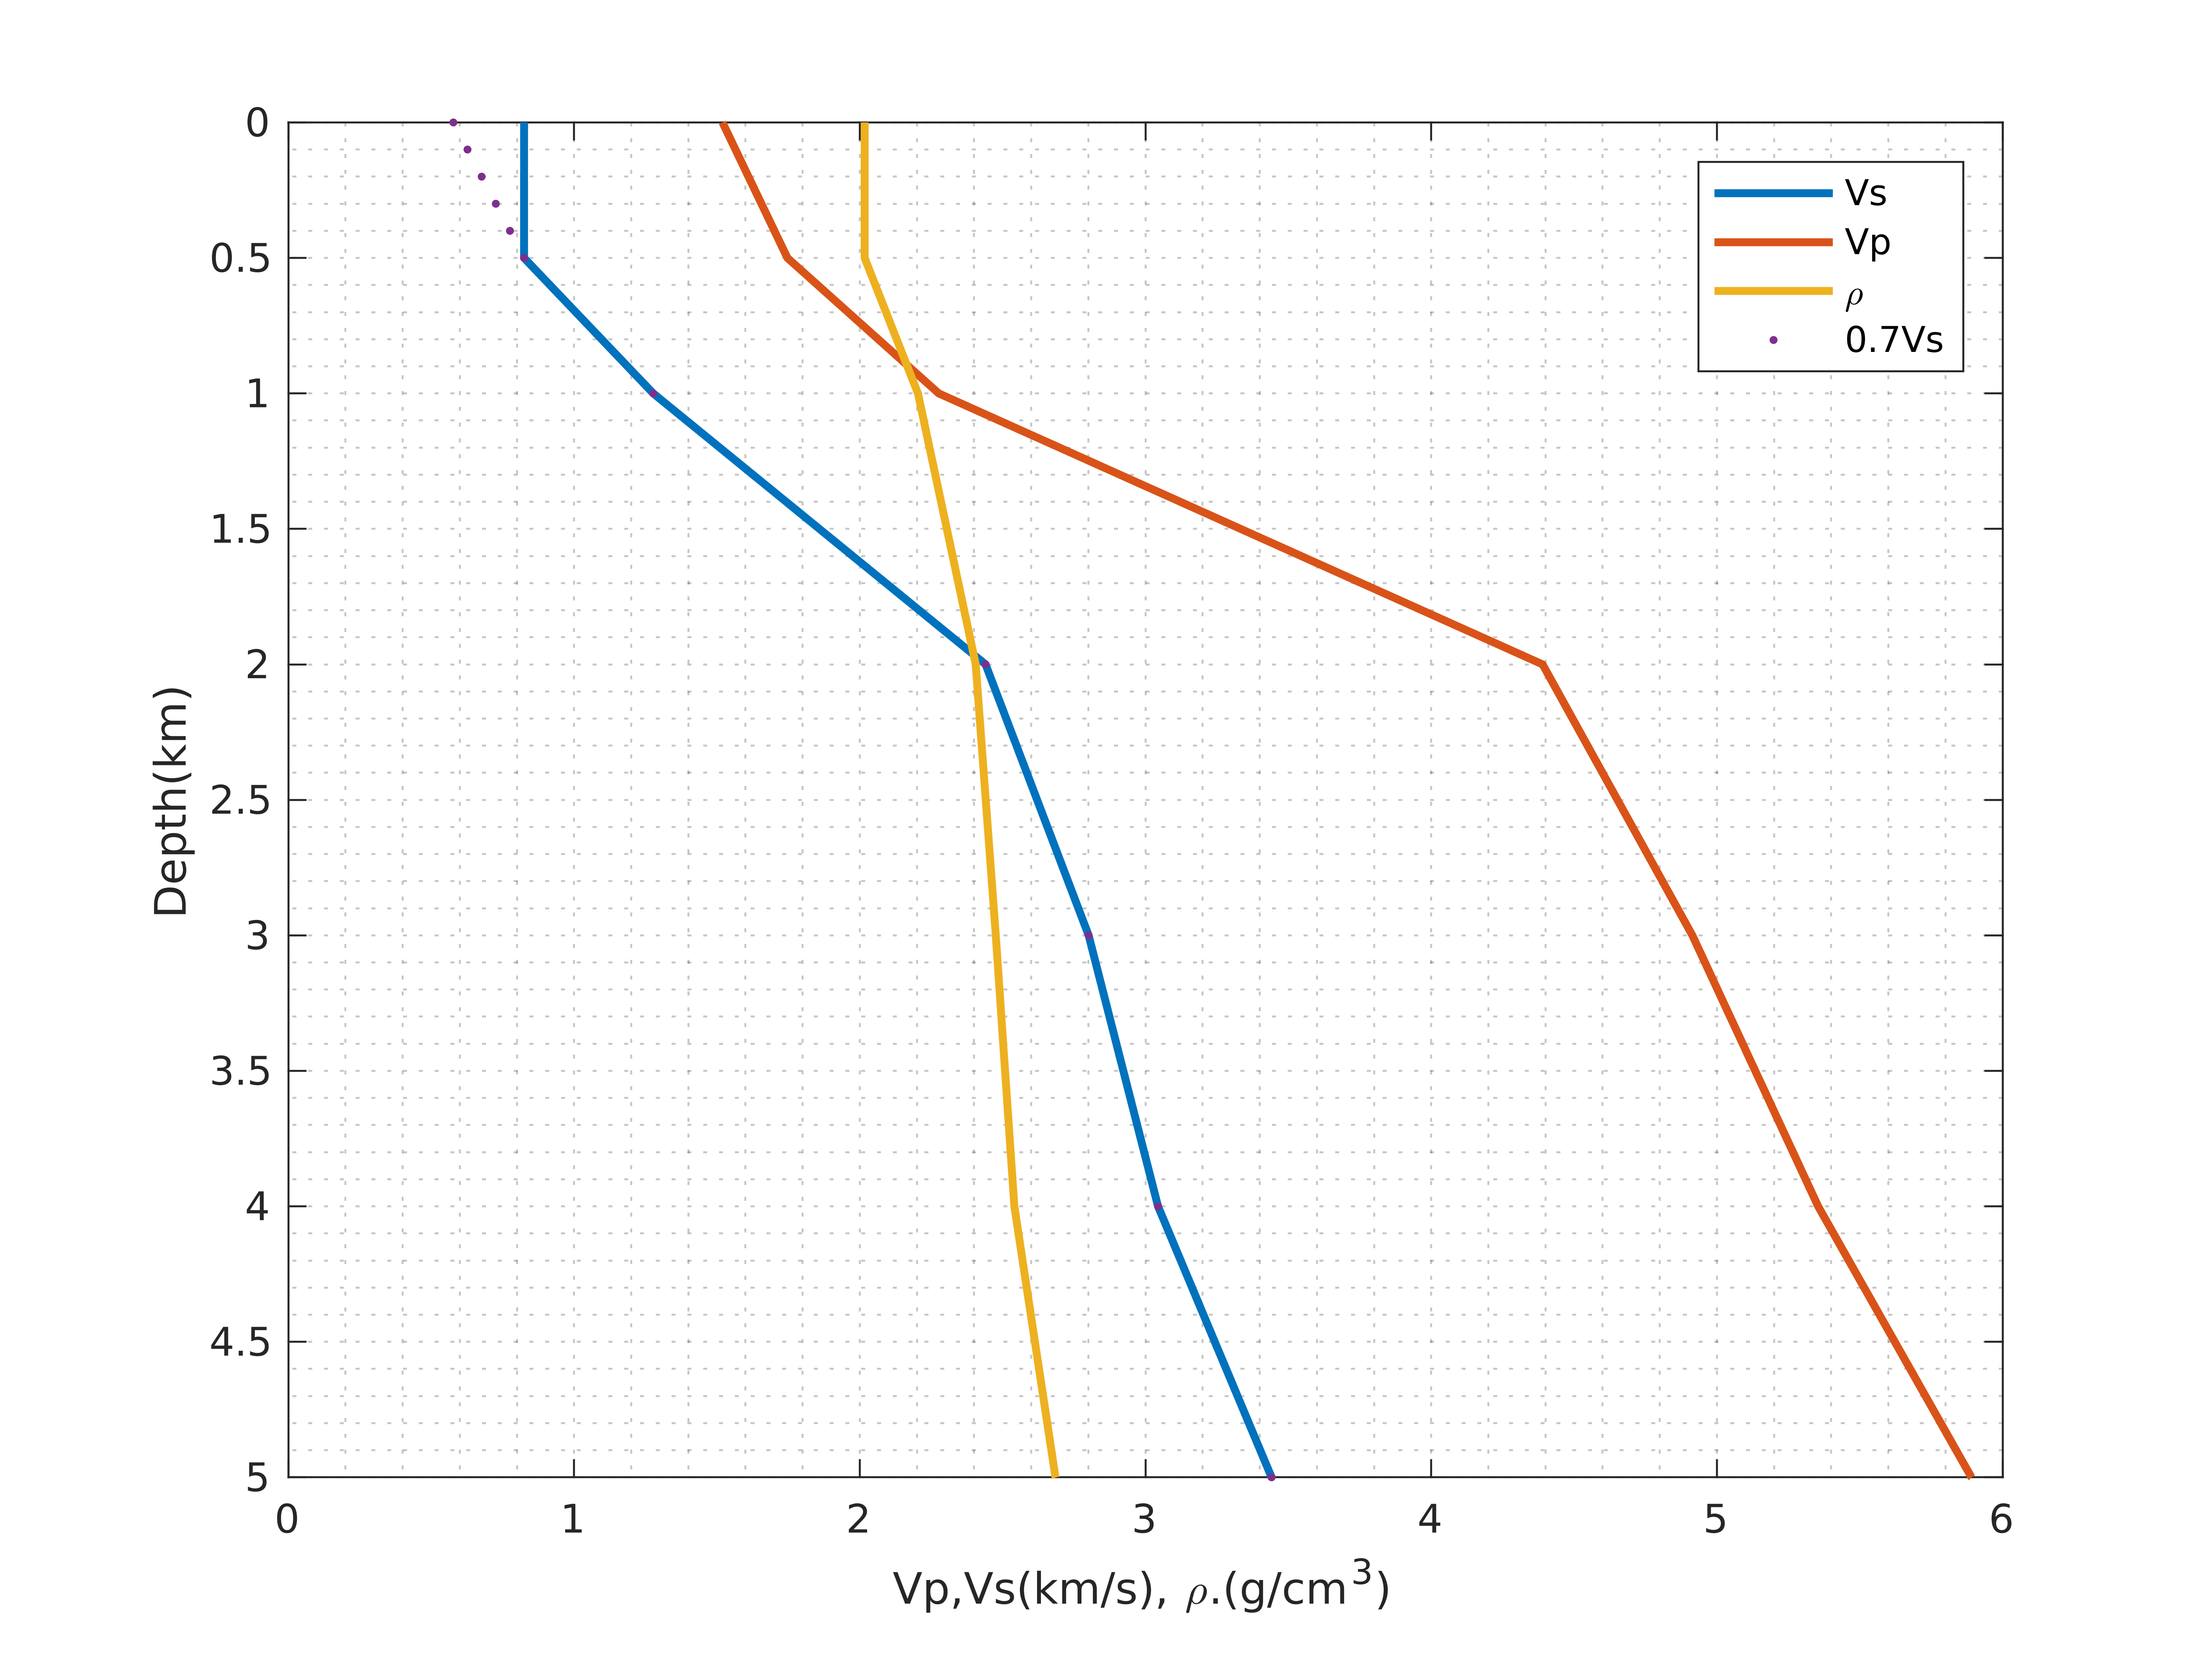 0
0.5
1
1.5
2
2.5
3
3.5
4
4.5
5
Depth(km)
Vs
Vp
ρ
0.7Vs
0 1 2 3 4 5 6
Vp,Vs(km/s), ρ.(g/cm³)